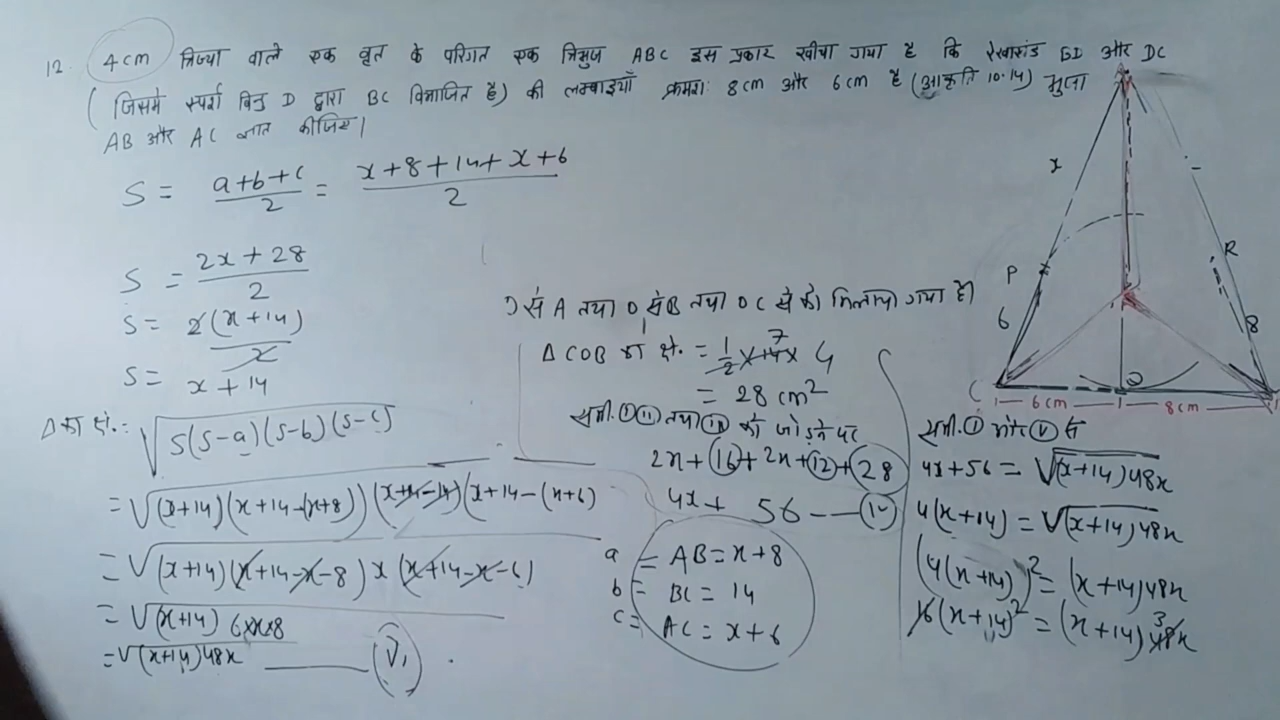 12. 4cm त्रिज्या वाले एक वृत के परिगत एक त्रिभुज ABC इस प्रकार खींचा गया है कि रेखाखंड BD और DC
( जिसमें स्पर्श बिन्दु D द्वारा BC विभाजित है) की लम्बाइयाँ क्रमशः 8cm और 6cm है (आकृति 10.14) भुजा
AB और AC ज्ञात कीजिए।
S = a+b+c/2 = x+8+14+x+6/2
S = 2x+28/2
S = 2(x+14)/2
S = x+14
Δ का क्षे. = √S(S-a)(S-b)(S-c)
= √(x+14)(x+14-(x+8))(x+14-14)(x+14-(x+6)
= √(x+14)(x+14-x-8)x(x+14-x-6)
= √(x+14)6×x×8
= √(x+14)48x —— (V)
O से A तथा O से B तथा O C से को मिलाया गया है।
ΔCOB का क्षे. = 1/2×14× 4
7
= 28 cm²
समी. (I) (II) तथा को जोड़ने पर
2x+16+2x+12+28
4x+ 56 —— (IV)
a = AB = x+8
b = BC = 14
c = AC = x+6
समी. और से
4x+56 = √(x+14)48x
4(x+14) = √(x+14)48x
(4(x+14))² = (x+14)48x
16(x+14)² = (x+14)48x
3
x
P
R
6
8
C
6cm
8cm